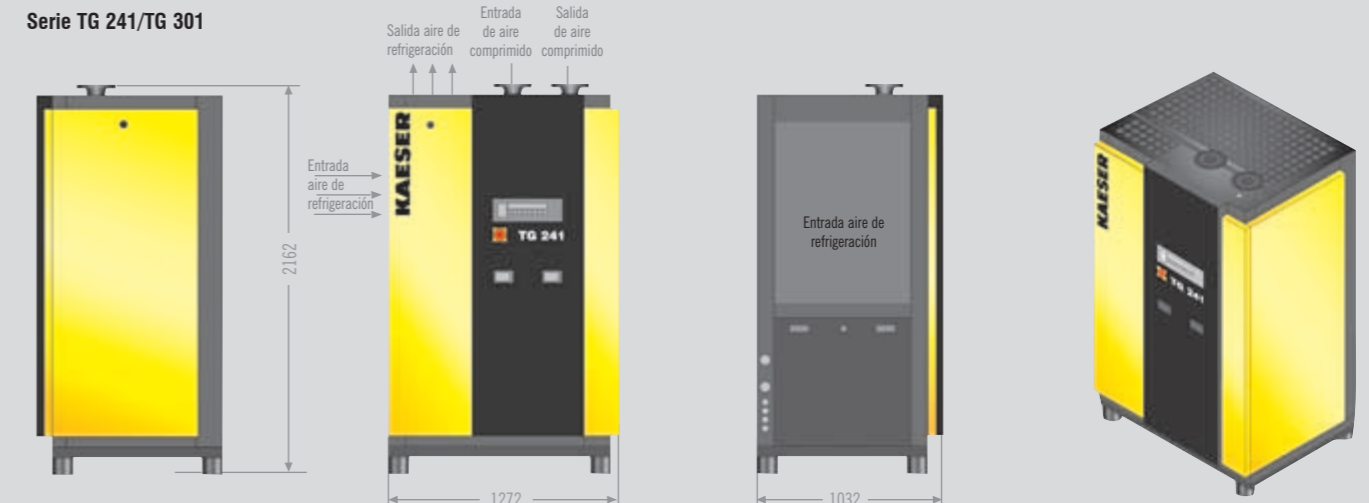 Serie TG 241/TG 301
Salida aire de
refrigeración
Entrada
de aire
comprimido
Salida
de aire
comprimido
2162
Entrada
aire de
refrigeración
KAESER
TG 241
1272
Entrada aire de
refrigeración
1032
KAESER
TG 241